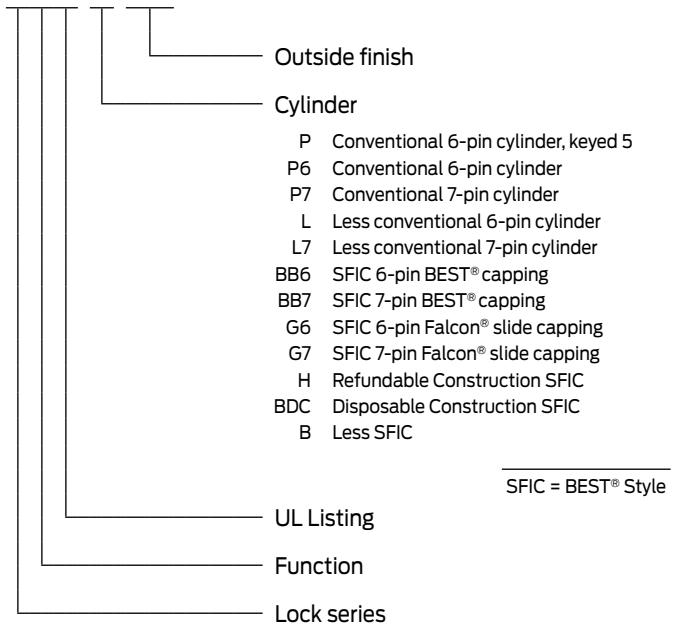 Outside finish
Cylinder
P Conventional 6-pin cylinder, keyed 5
P6 Conventional 6-pin cylinder
P7 Conventional 7-pin cylinder
L Less conventional 6-pin cylinder
L7 Less conventional 7-pin cylinder
BB6 SFIC 6-pin BEST® capping
BB7 SFIC 7-pin BEST® capping
G6 SFIC 6-pin Falcon® slide capping
G7 SFIC 7-pin Falcon® slide capping
H Refundable Construction SFIC
BDC Disposable Construction SFIC
B Less SFIC
SFIC = BEST® Style
UL Listing
Function
Lock series